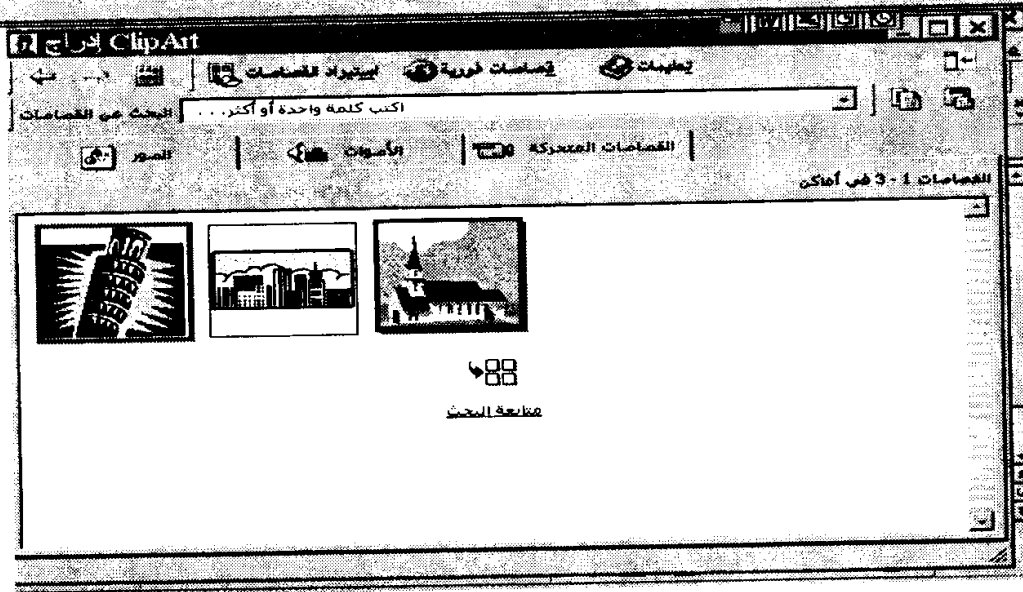 إدراج ClipArt
استيراد القصاصات قصاصات فورية تعليمات
البحث عن القصاصات اكتب كلمة واحدة أو أكثر...
الصور الأصوات القصاصات المتحركة
القصاصات 1 - 3 في أماكن
متابعة البحث